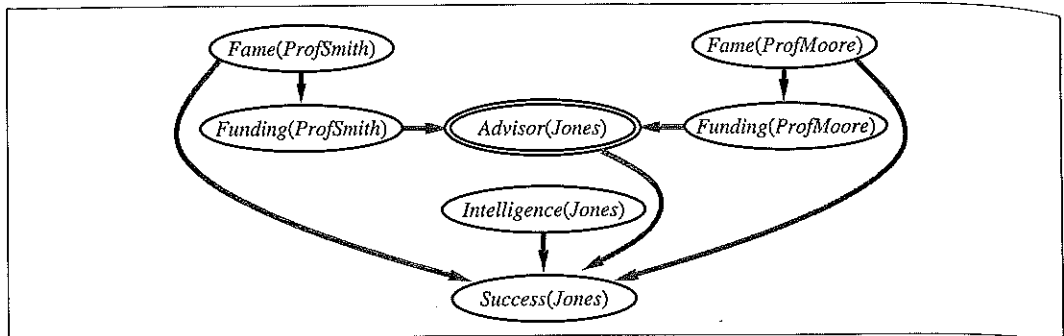 Fame(ProfSmith)
Fame(ProfMoore)
Funding(ProfSmith)
Advisor(Jones)
Funding(ProfMoore)
Intelligence(Jones)
Success(Jones)